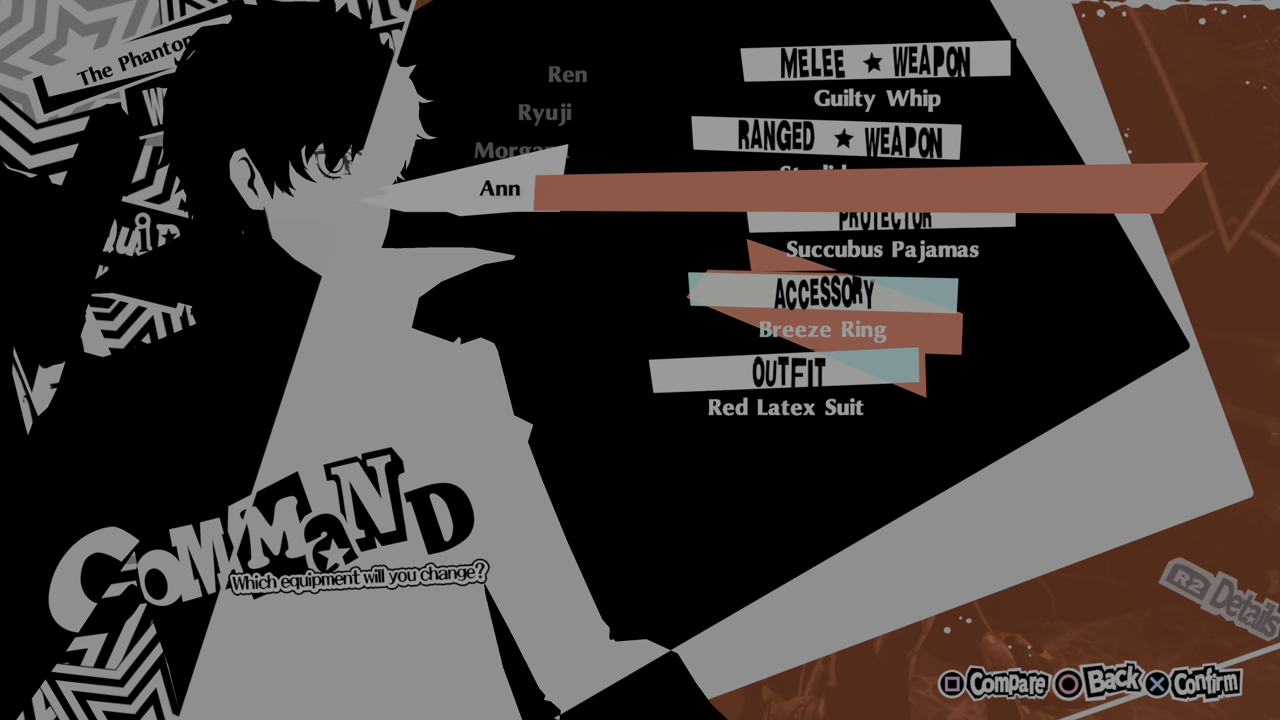 The Phantom
Ren
Ryuji
Morgana
Ann
MELEE ★ WEAPON
Guilty Whip
RANGED ★ WEAPON
PROTECTOR
Succubus Pajamas
ACCESSORY
Breeze Ring
OUTFIT
Red Latex Suit
COMMAND
Which equipment will you change?
R2 Details
Compare Back Confirm